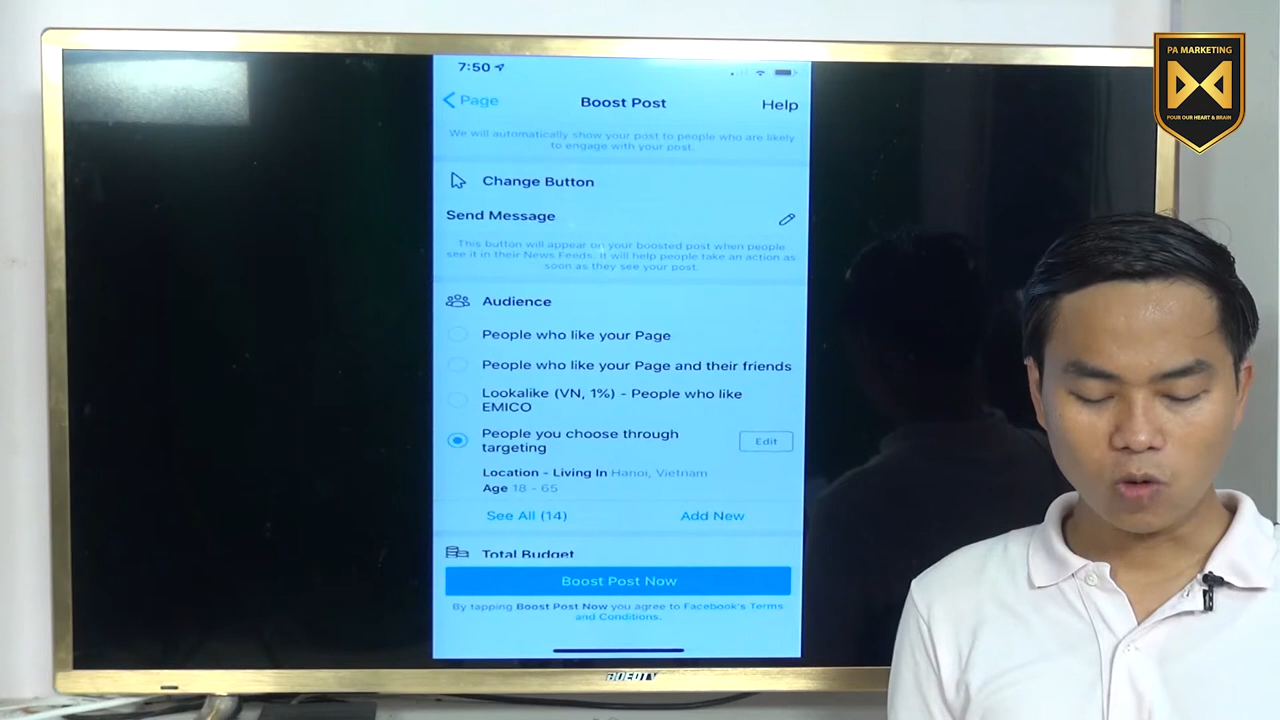 PA MARKETING
POUR OUR HEART & BRAIN
7:50
Page
Boost Post
Help
We will automatically show your post to people who are likely
to engage with your post.
Change Button
Send Message
This button will appear on your boosted post when people
see it in their News Feeds. It will help people take an action as
soon as they see your post.
Audience
People who like your Page
People who like your Page and their friends
Lookalike (VN, 1%) - People who like
EMICO
People you choose through
targeting
Edit
Location - Living In Hanoi, Vietnam
Age 18 - 65
See All (14)
Add New
Total Budget
Boost Post Now
By tapping Boost Post Now you agree to Facebook's Terms
and Conditions.